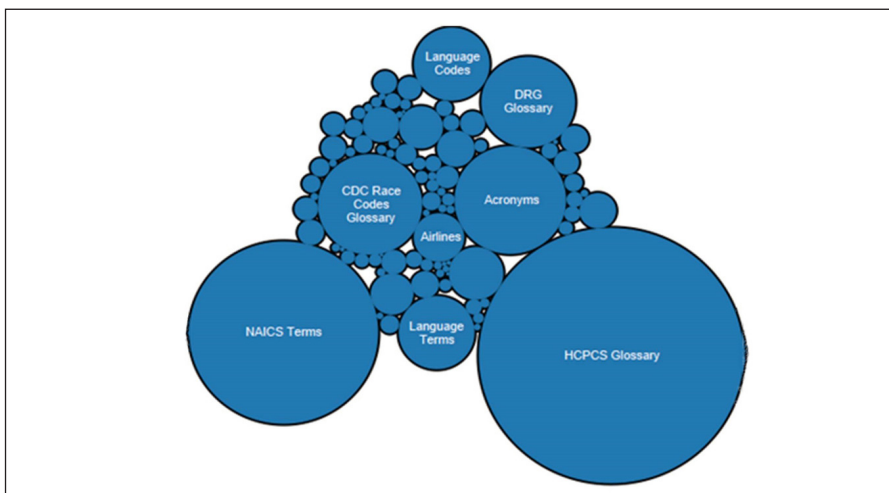 Language
Codes
DRG
Glossary
CDC Race
Codes
Glossary
Acronyms
Airlines
NAICS Terms
Language
Terms
HCPCS Glossary